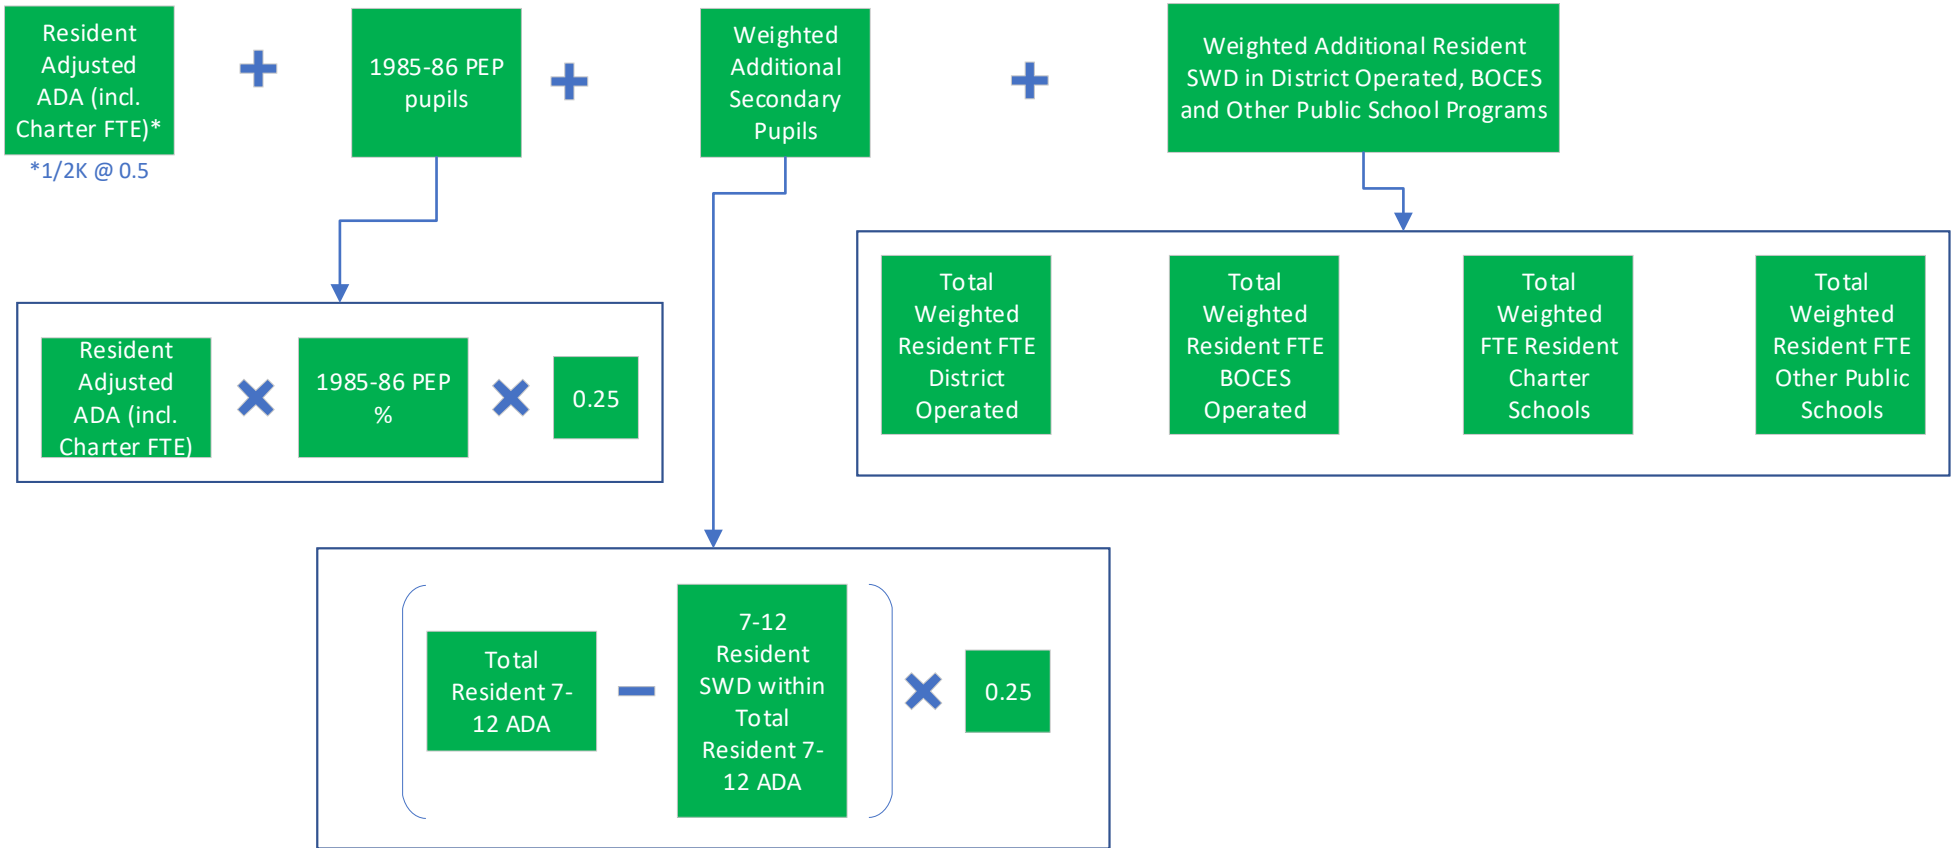 Resident
Adjusted
ADA (incl.
Charter FTE)*
*1/2K @ 0.5
1985-86 PEP
pupils
Weighted
Additional
Secondary
Pupils
Weighted Additional Resident
SWD in District Operated, BOCES
and Other Public School Programs
Resident
Adjusted
ADA (incl.
Charter FTE)
1985-86 PEP
%
0.25
Total
Weighted
Resident FTE
District
Operated
Total
Weighted
Resident FTE
BOCES
Operated
Total
Weighted
FTE Resident
Charter
Schools
Total
Weighted
Resident FTE
Other Public
Schools
Total
Resident 7-
12 ADA
7-12
Resident
SWD within
Total
Resident 7-
12 ADA
0.25